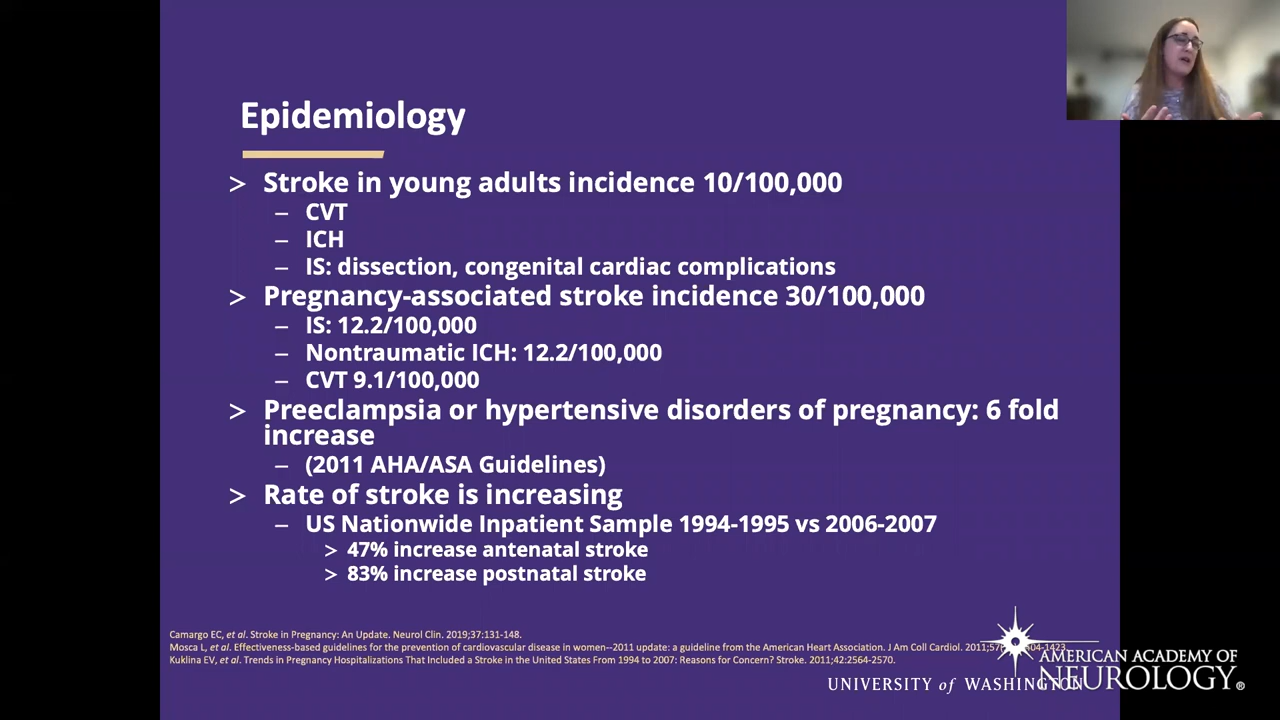 Epidemiology
> Stroke in young adults incidence 10/100,000
– CVT
– ICH
– IS: dissection, congenital cardiac complications
> Pregnancy-associated stroke incidence 30/100,000
– IS: 12.2/100,000
– Nontraumatic ICH: 12.2/100,000
– CVT 9.1/100,000
> Preeclampsia or hypertensive disorders of pregnancy: 6 fold
increase
– (2011 AHA/ASA Guidelines)
> Rate of stroke is increasing
– US Nationwide Inpatient Sample 1994-1995 vs 2006-2007
> 47% increase antenatal stroke
> 83% increase postnatal stroke
Camargo EC, et al. Stroke in Pregnancy: An Update. Neurol Clin. 2019;37:131-148.
Mosca L, et al. Effectiveness-based guidelines for the prevention of cardiovascular disease in women--2011 update: a guideline from the American Heart Association. J Am Coll Cardiol.
Kuklina EV, et al. Trends in Pregnancy Hospitalizations That Included a Stroke in the United States From 1994 to 2007: Reasons for Concern? Stroke. 2011;42:2564-2570.
UNIVERSITY of WASHINGTON
AMERICAN ACADEMY OF
NEUROLOGY®